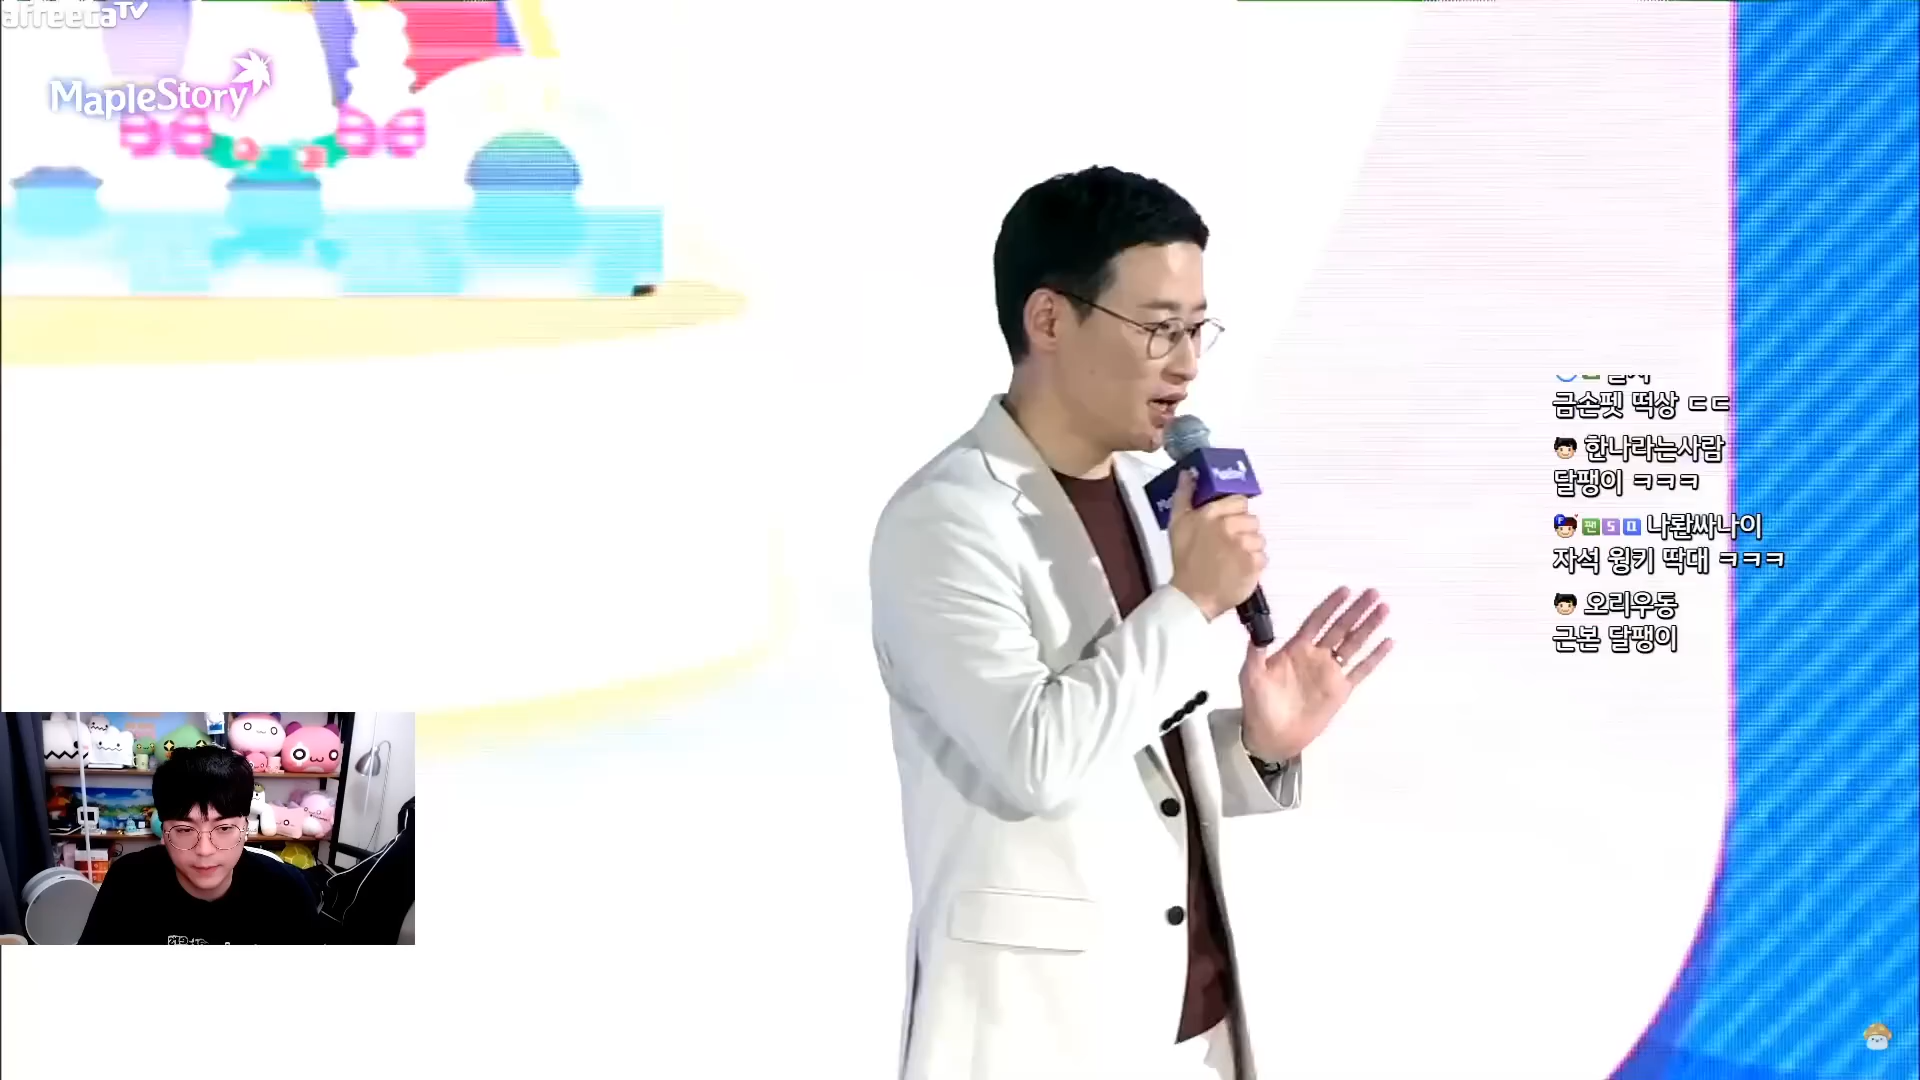 afreecaTV
MapleStory
금손펫 떡상 ㄷㄷ
한나라는사람
달팽이 ㅋㅋㅋ
팬 S a 나롼싸나이
자석 웡키 딱대 ㅋㅋㅋ
오리우동
근본 달팽이